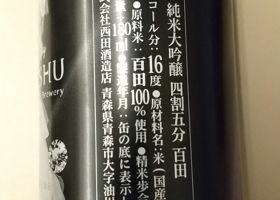 純米大吟醸 四割五分 百田
コール分：16度●原材料名：米（国産
●原料米：百田100%使用●精米歩合
量：180ml●製造年月：缶の底に表示
会社西田酒造店 青森県青森市大字油川
SHU
Brewery